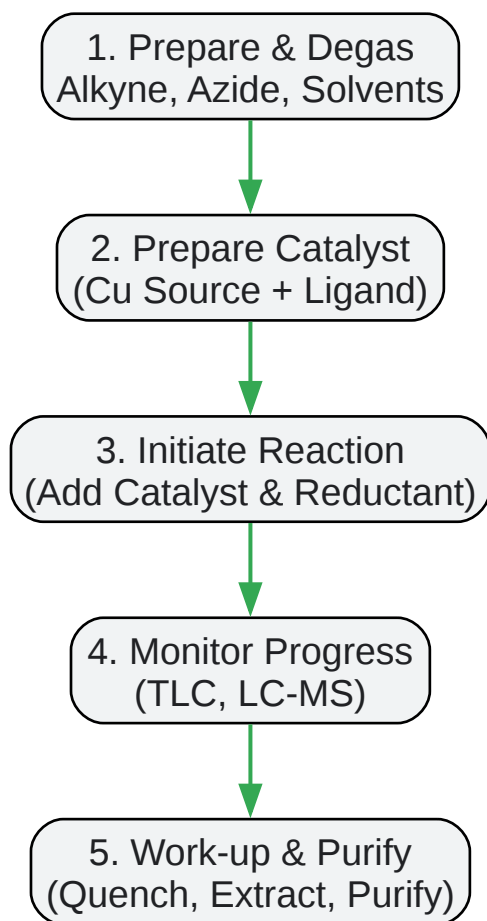 1. Prepare & Degas
Alkyne, Azide, Solvents
2. Prepare Catalyst
(Cu Source + Ligand)
3. Initiate Reaction
(Add Catalyst & Reductant)
4. Monitor Progress
(TLC, LC-MS)
5. Work-up & Purify
(Quench, Extract, Purify)